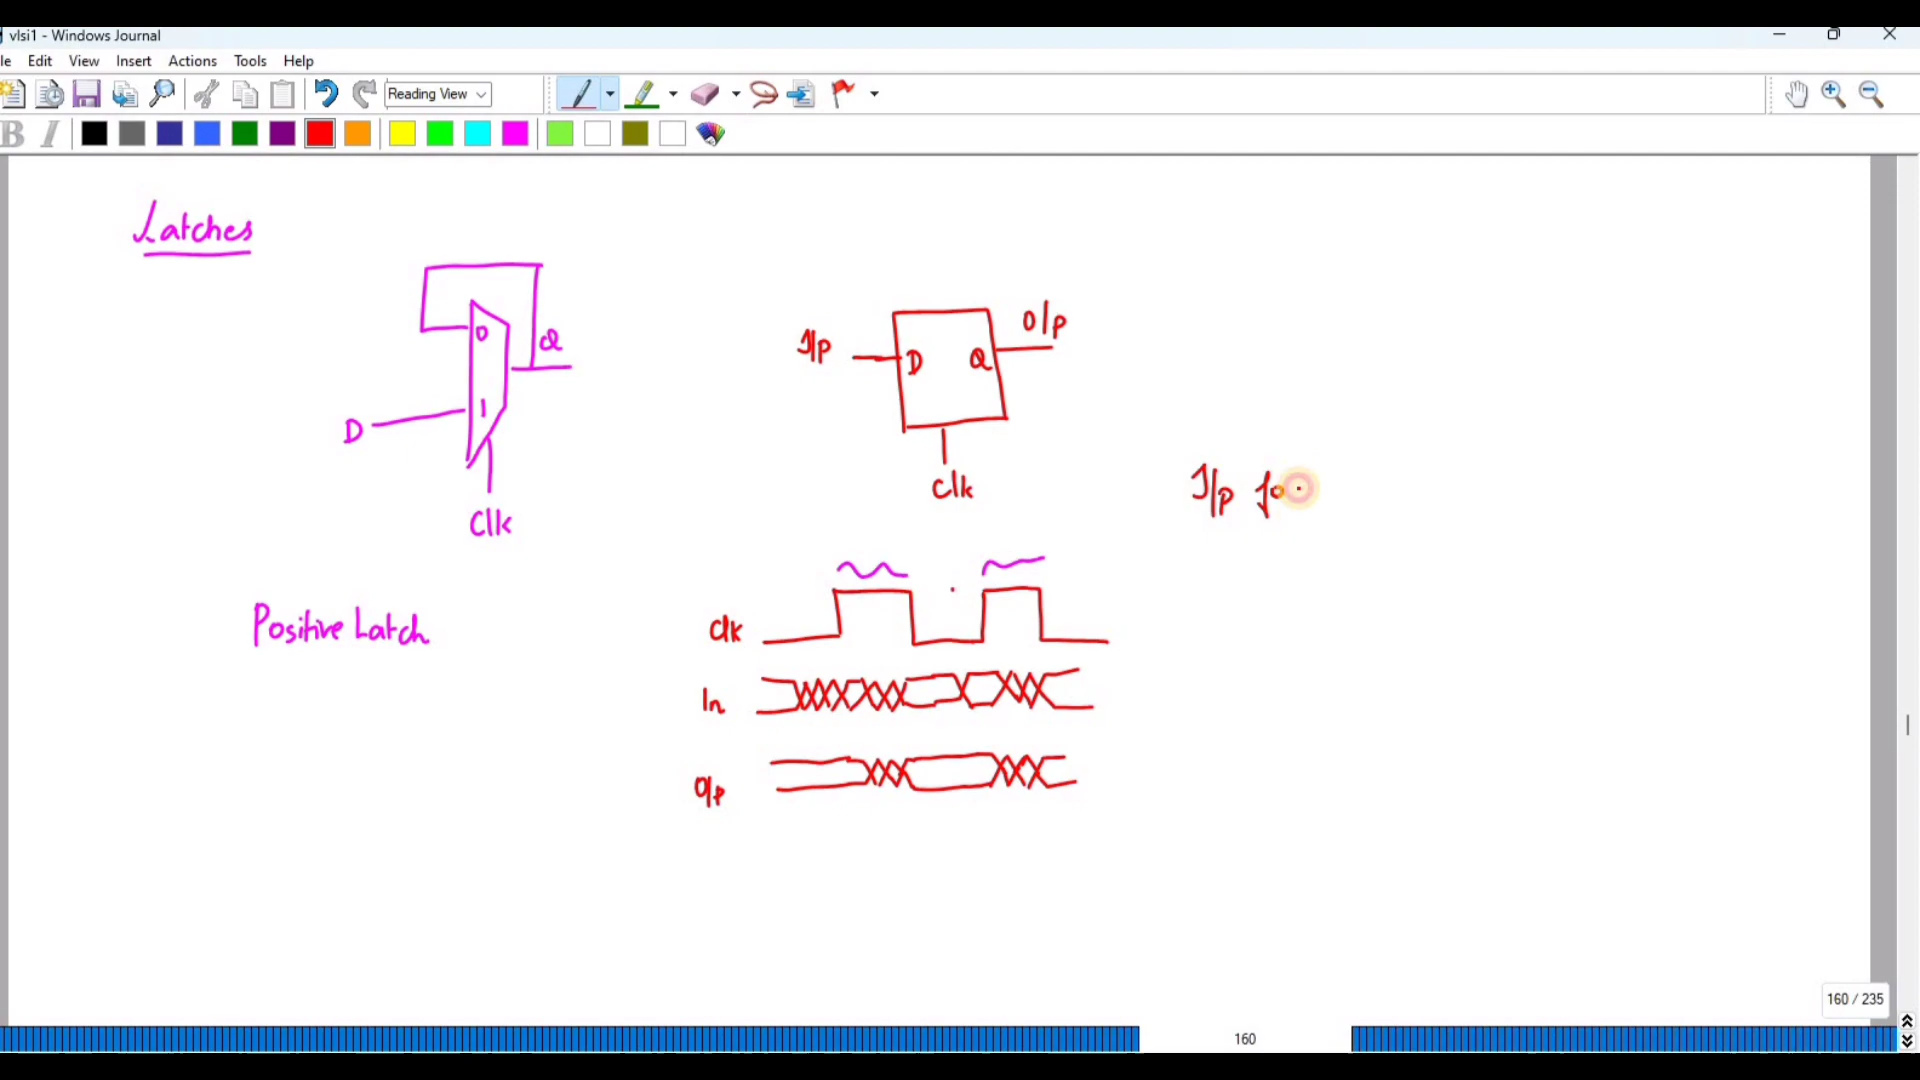 vlsi1 - Windows Journal
le Edit View Insert Actions Tools Help
Reading View
B I
Latches
0
Q
1
D
Clk
I/p
D Q
O/p
Clk
I/p fo
Positive Latch
Clk
In
O/p
160 / 235
160